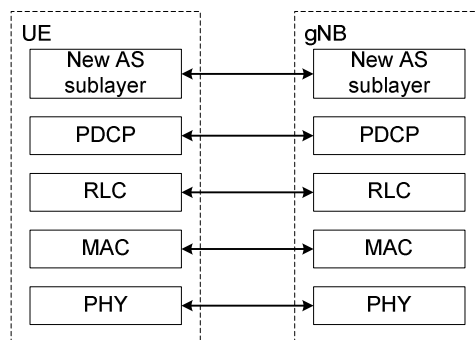 UE
gNB
New AS
sublayer
New AS
sublayer
PDCP
PDCP
RLC
RLC
MAC
MAC
PHY
PHY